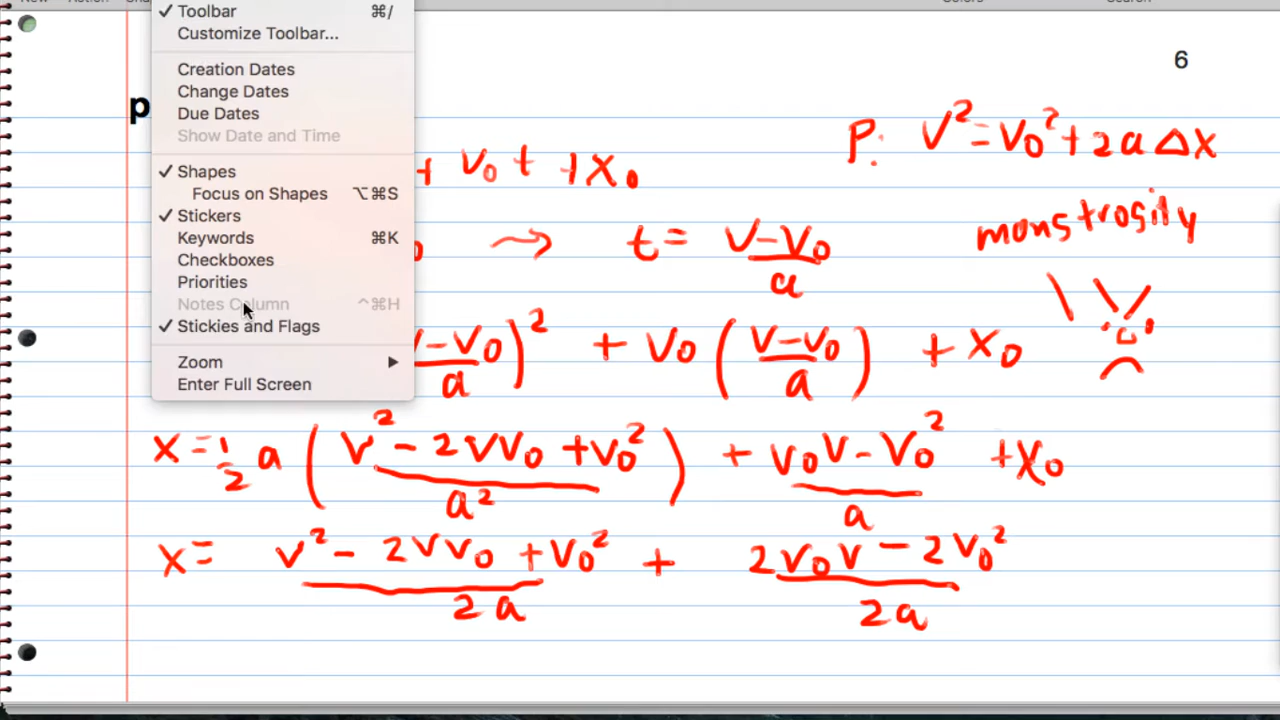 Toolbar ⌘/
Customize Toolbar...
Creation Dates
Change Dates
Due Dates
Show Date and Time
Shapes
Focus on Shapes ⌥⌘S
Stickers
Keywords ⌘K
Checkboxes
Priorities
Notes Column ^⌘H
Stickies and Flags
Zoom
Enter Full Screen
6
p
P: V² = V0² + 2a ΔX
+ V0 t + X0
monstrosity
0 → t = (V-V0)/a
V-V0)/a)² + V0 ((V-V0)/a) + X0
X = 1/2 a ((V² - 2VV0 + V0²)/a²) + (V0V - V0²)/a + X0
X = (V² - 2VV0 + V0²)/2a + (2V0V - 2V0²)/2a